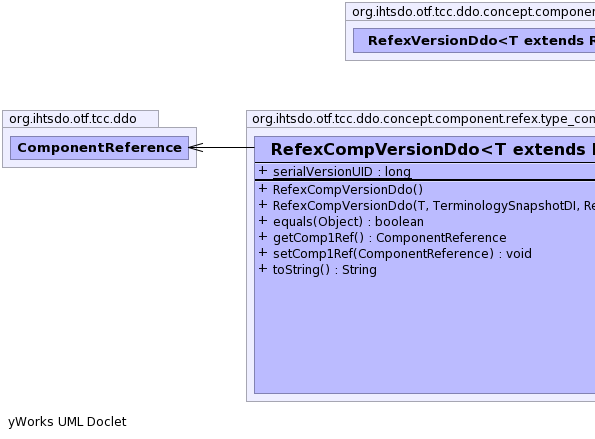 org.ihtsdo.otf.tcc.ddo.concept.componen
RefexVersionDdo<T extends R
org.ihtsdo.otf.tcc.ddo
ComponentReference
org.ihtsdo.otf.tcc.ddo.concept.component.refex.type_com
RefexCompVersionDdo<T extends
+ serialVersionUID : long
+ RefexCompVersionDdo()
+ RefexCompVersionDdo(T, TerminologySnapshotDI, Re
+ equals(Object) : boolean
+ getComp1Ref() : ComponentReference
+ setComp1Ref(ComponentReference) : void
+ toString() : String
yWorks UML Doclet